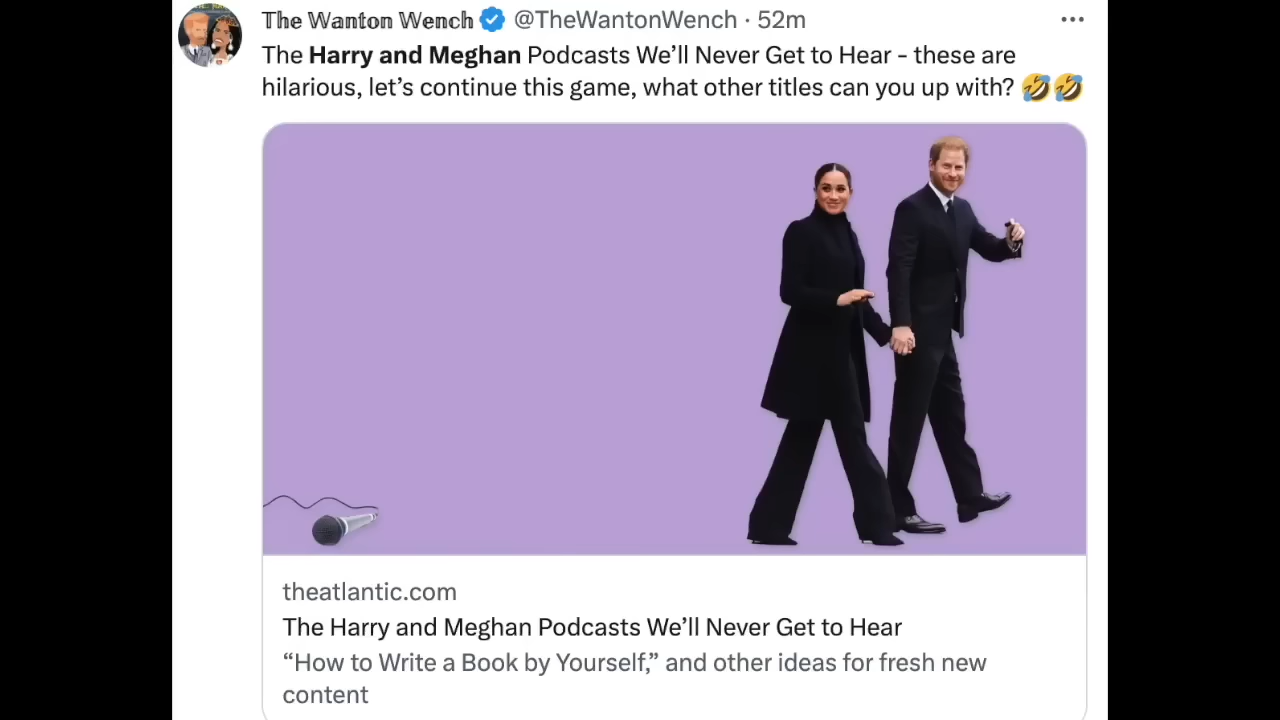 The Wanton Wench @TheWantonWench · 52m
The Harry and Meghan Podcasts We’ll Never Get to Hear - these are
hilarious, let’s continue this game, what other titles can you up with? 🤣🤣
theatlantic.com
The Harry and Meghan Podcasts We’ll Never Get to Hear
“How to Write a Book by Yourself,” and other ideas for fresh new
content